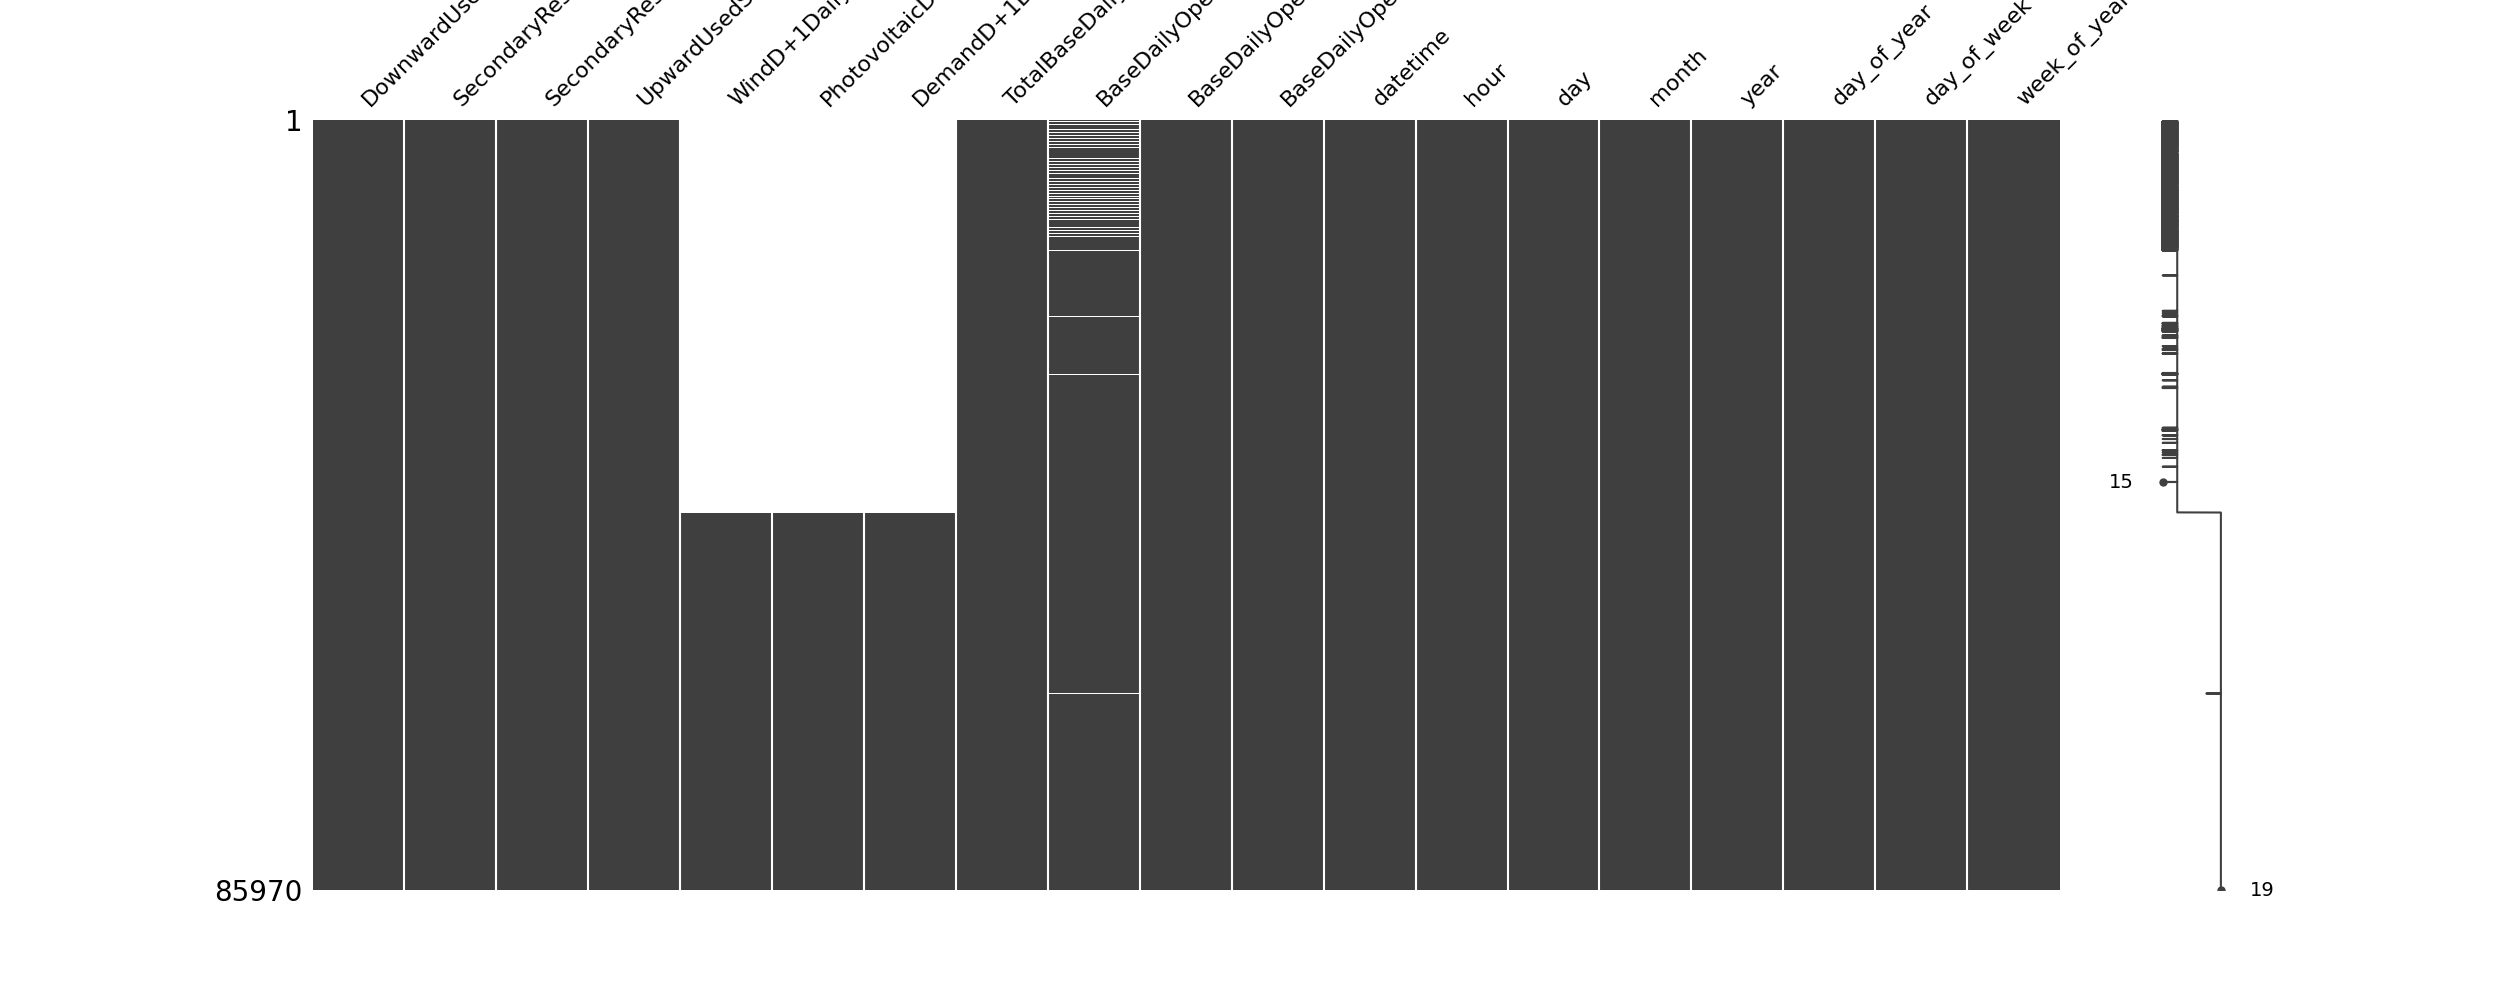 DownwardUse
SecondaryRes
SecondaryRes
UpwardUsedS
WindD+1Daily
PhotovoltaicD
DemandD+1D
TotalBaseDaily
BaseDailyOpe
BaseDailyOpe
BaseDailyOpe
datetime
hour
day
month
year
day_of_year
day_of_week
week_of_year
1
15
85970
19